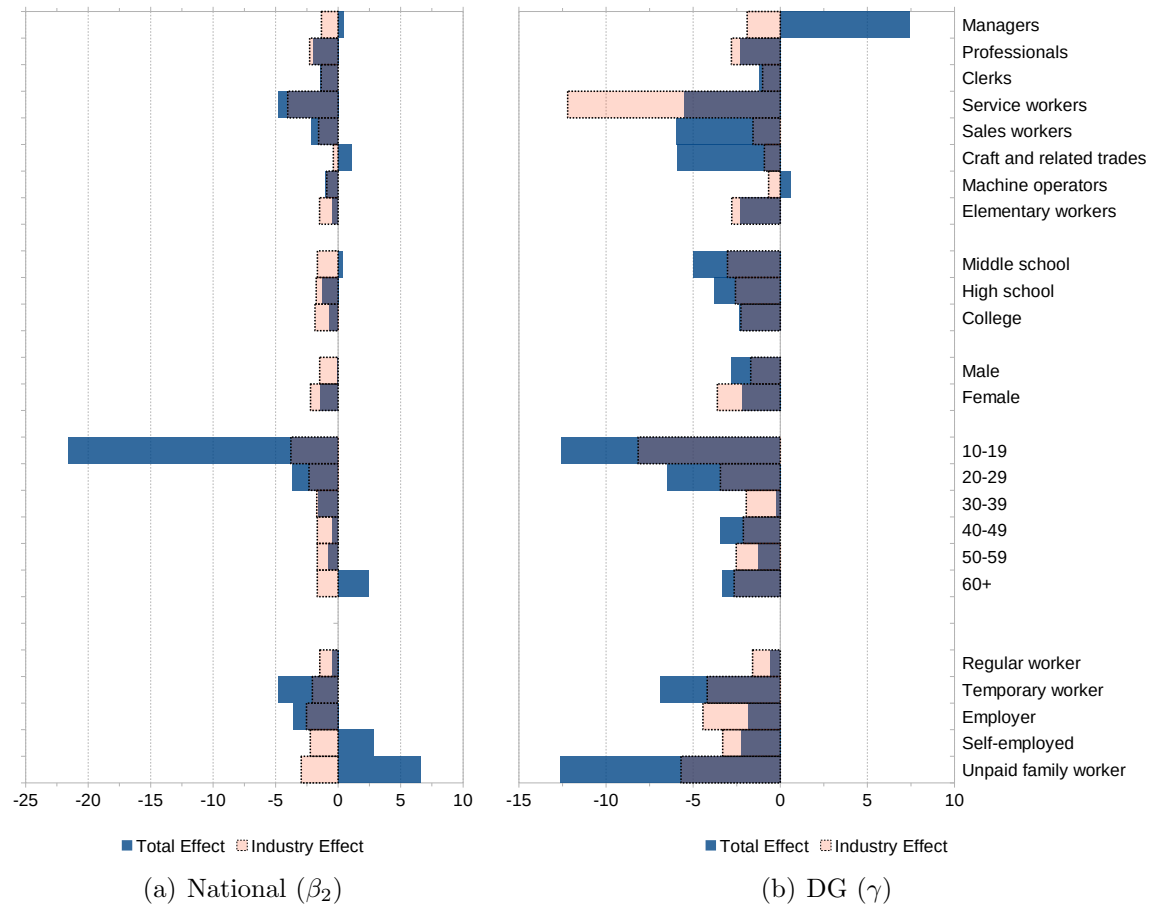 Managers
Professionals
Clerks
Service workers
Sales workers
Craft and related trades
Machine operators
Elementary workers
Middle school
High school
College
Male
Female
10-19
20-29
30-39
40-49
50-59
60+
Regular worker
Temporary worker
Employer
Self-employed
Unpaid family worker
-25 -20 -15 -10 -5 0 5 10 -15 -10 -5 0 5 10
Total Effect Industry Effect Total Effect Industry Effect
(a) National (β₂) (b) DG (γ)